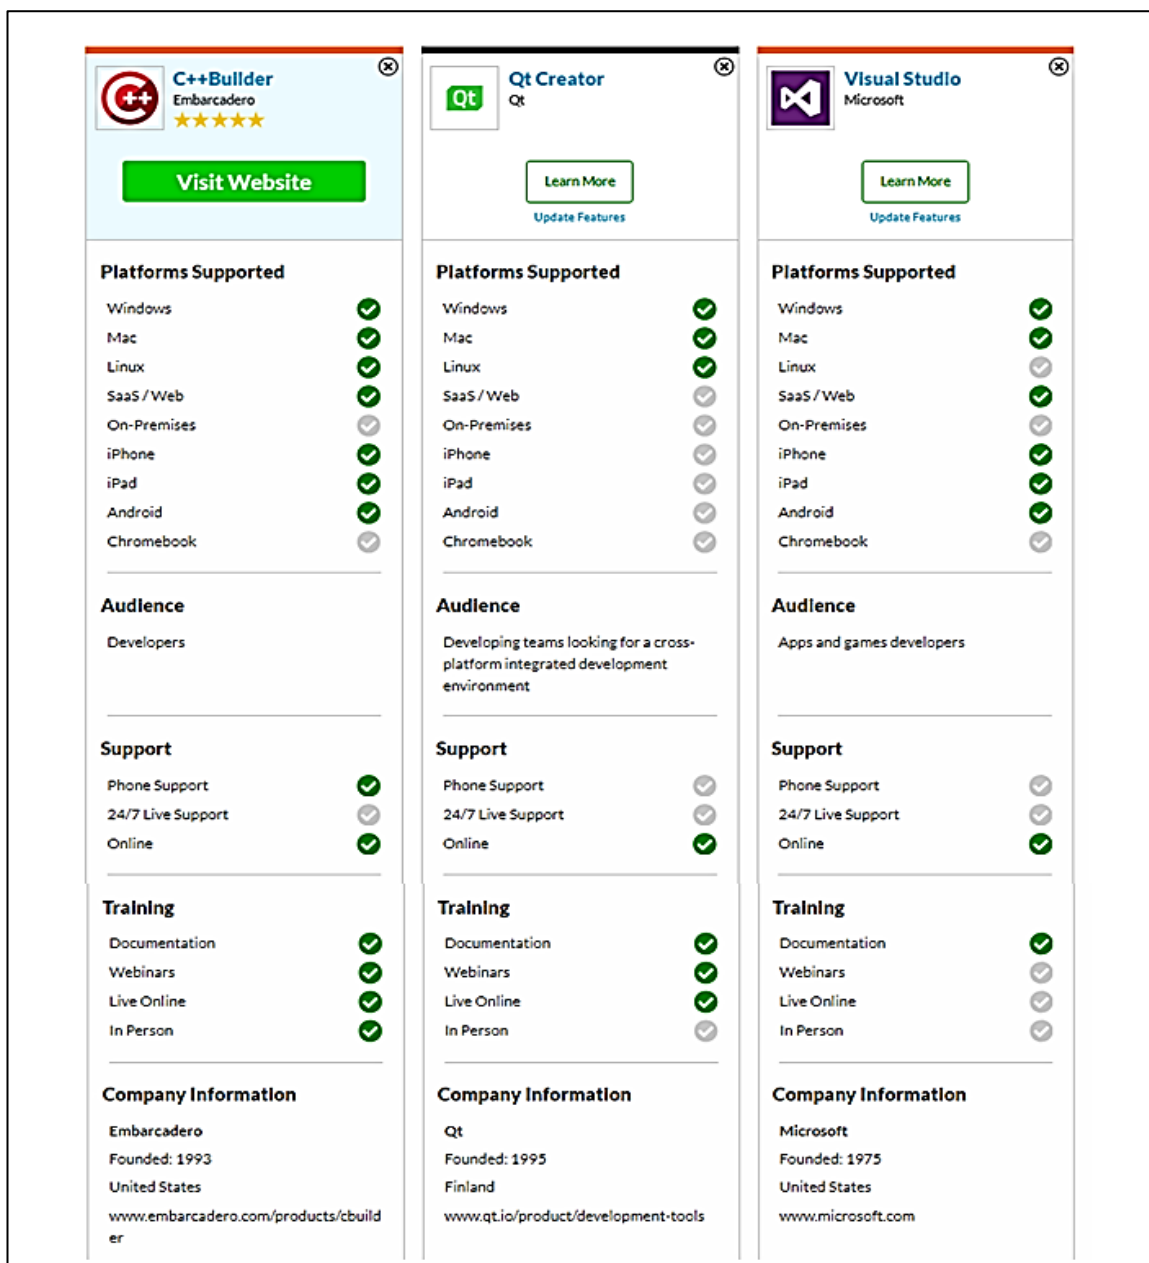 C++Builder
Embarcadero
Visit Website
Platforms Supported
Windows
Mac
Linux
SaaS / Web
On-Premises
iPhone
iPad
Android
Chromebook
Audience
Developers
Support
Phone Support
24/7 Live Support
Online
Training
Documentation
Webinars
Live Online
In Person
Company Information
Embarcadero
Founded: 1993
United States
www.embarcadero.com/products/cbuild
er
Qt
Qt Creator
Qt
Learn More
Update Features
Platforms Supported
Windows
Mac
Linux
SaaS / Web
On-Premises
iPhone
iPad
Android
Chromebook
Audience
Developing teams looking for a cross-
platform integrated development
environment
Support
Phone Support
24/7 Live Support
Online
Training
Documentation
Webinars
Live Online
In Person
Company Information
Qt
Founded: 1995
Finland
www.qt.io/product/development-tools
Visual Studio
Microsoft
Learn More
Update Features
Platforms Supported
Windows
Mac
Linux
SaaS / Web
On-Premises
iPhone
iPad
Android
Chromebook
Audience
Apps and games developers
Support
Phone Support
24/7 Live Support
Online
Training
Documentation
Webinars
Live Online
In Person
Company Information
Microsoft
Founded: 1975
United States
www.microsoft.com